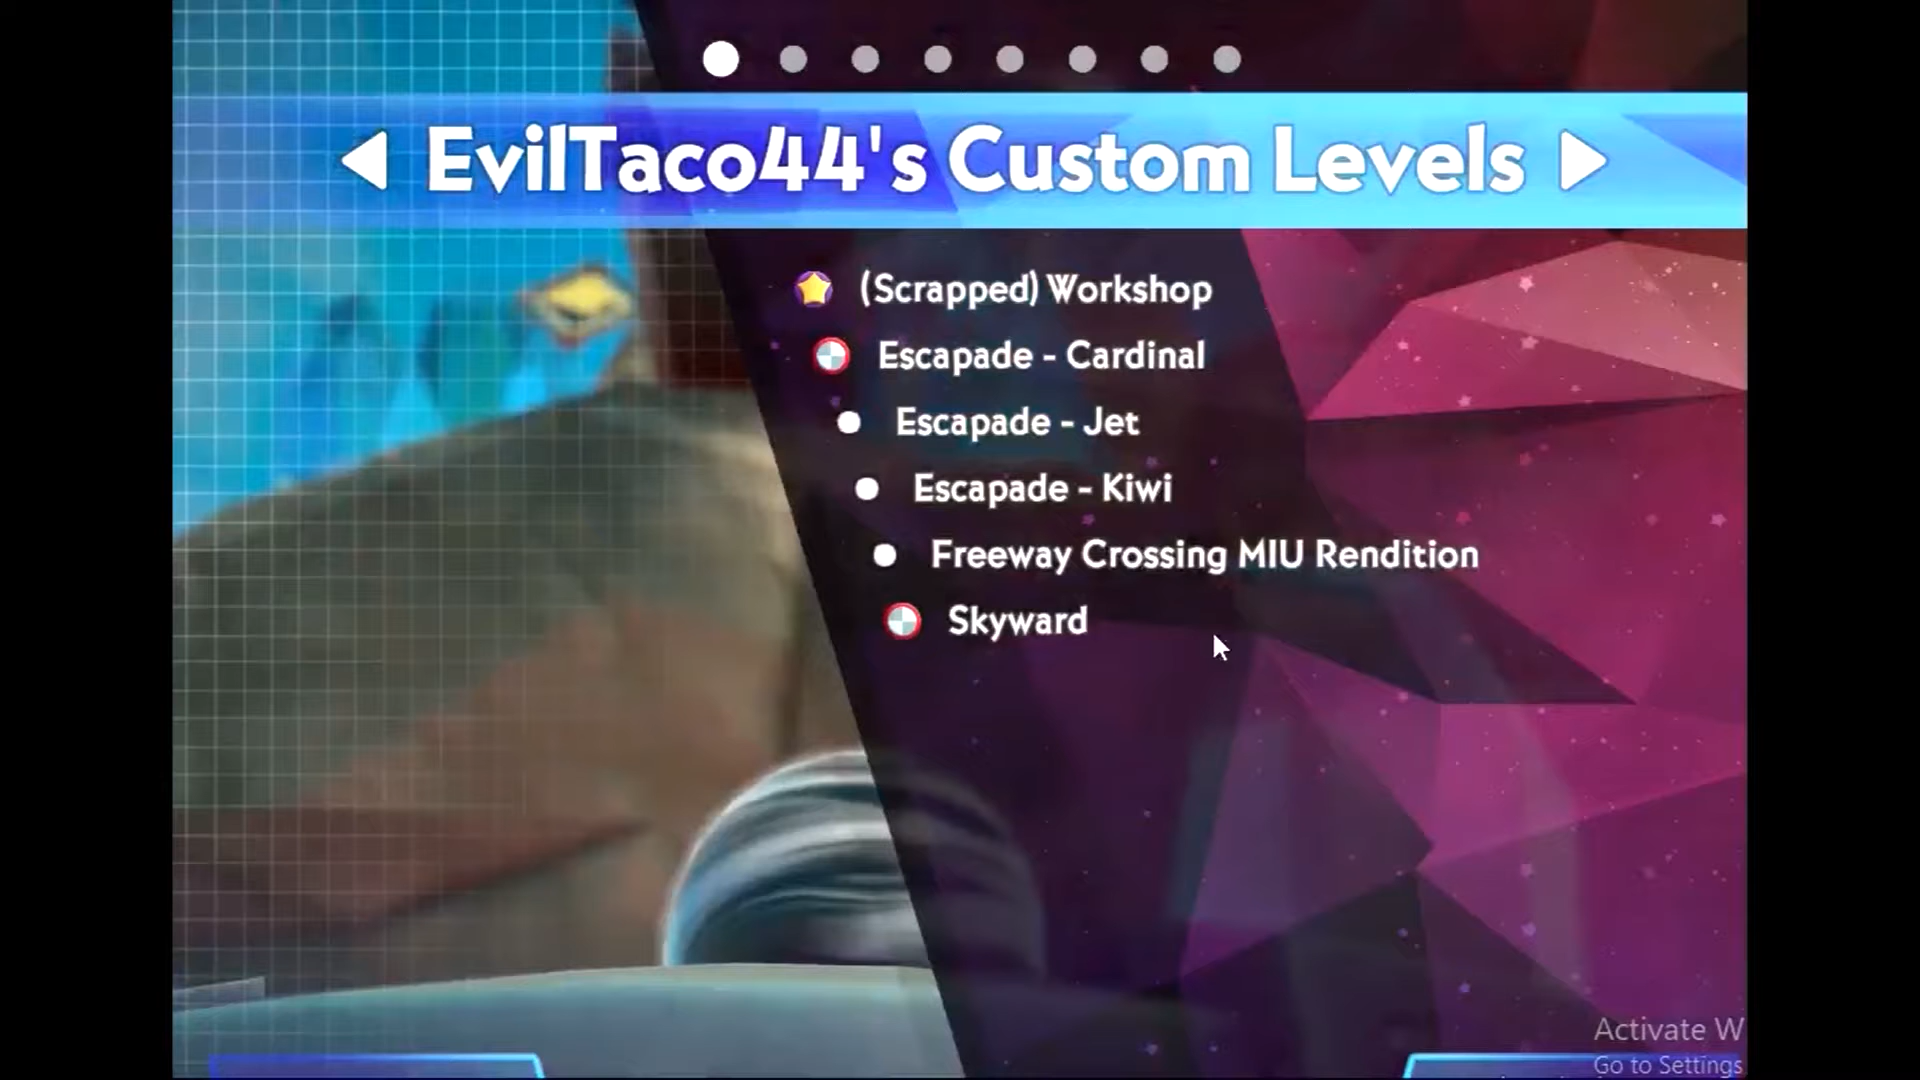 EvilTaco44's Custom Levels
(Scrapped) Workshop
Escapade - Cardinal
Escapade - Jet
Escapade - Kiwi
Freeway Crossing MIU Rendition
Skyward
Activate W
Go to Settings